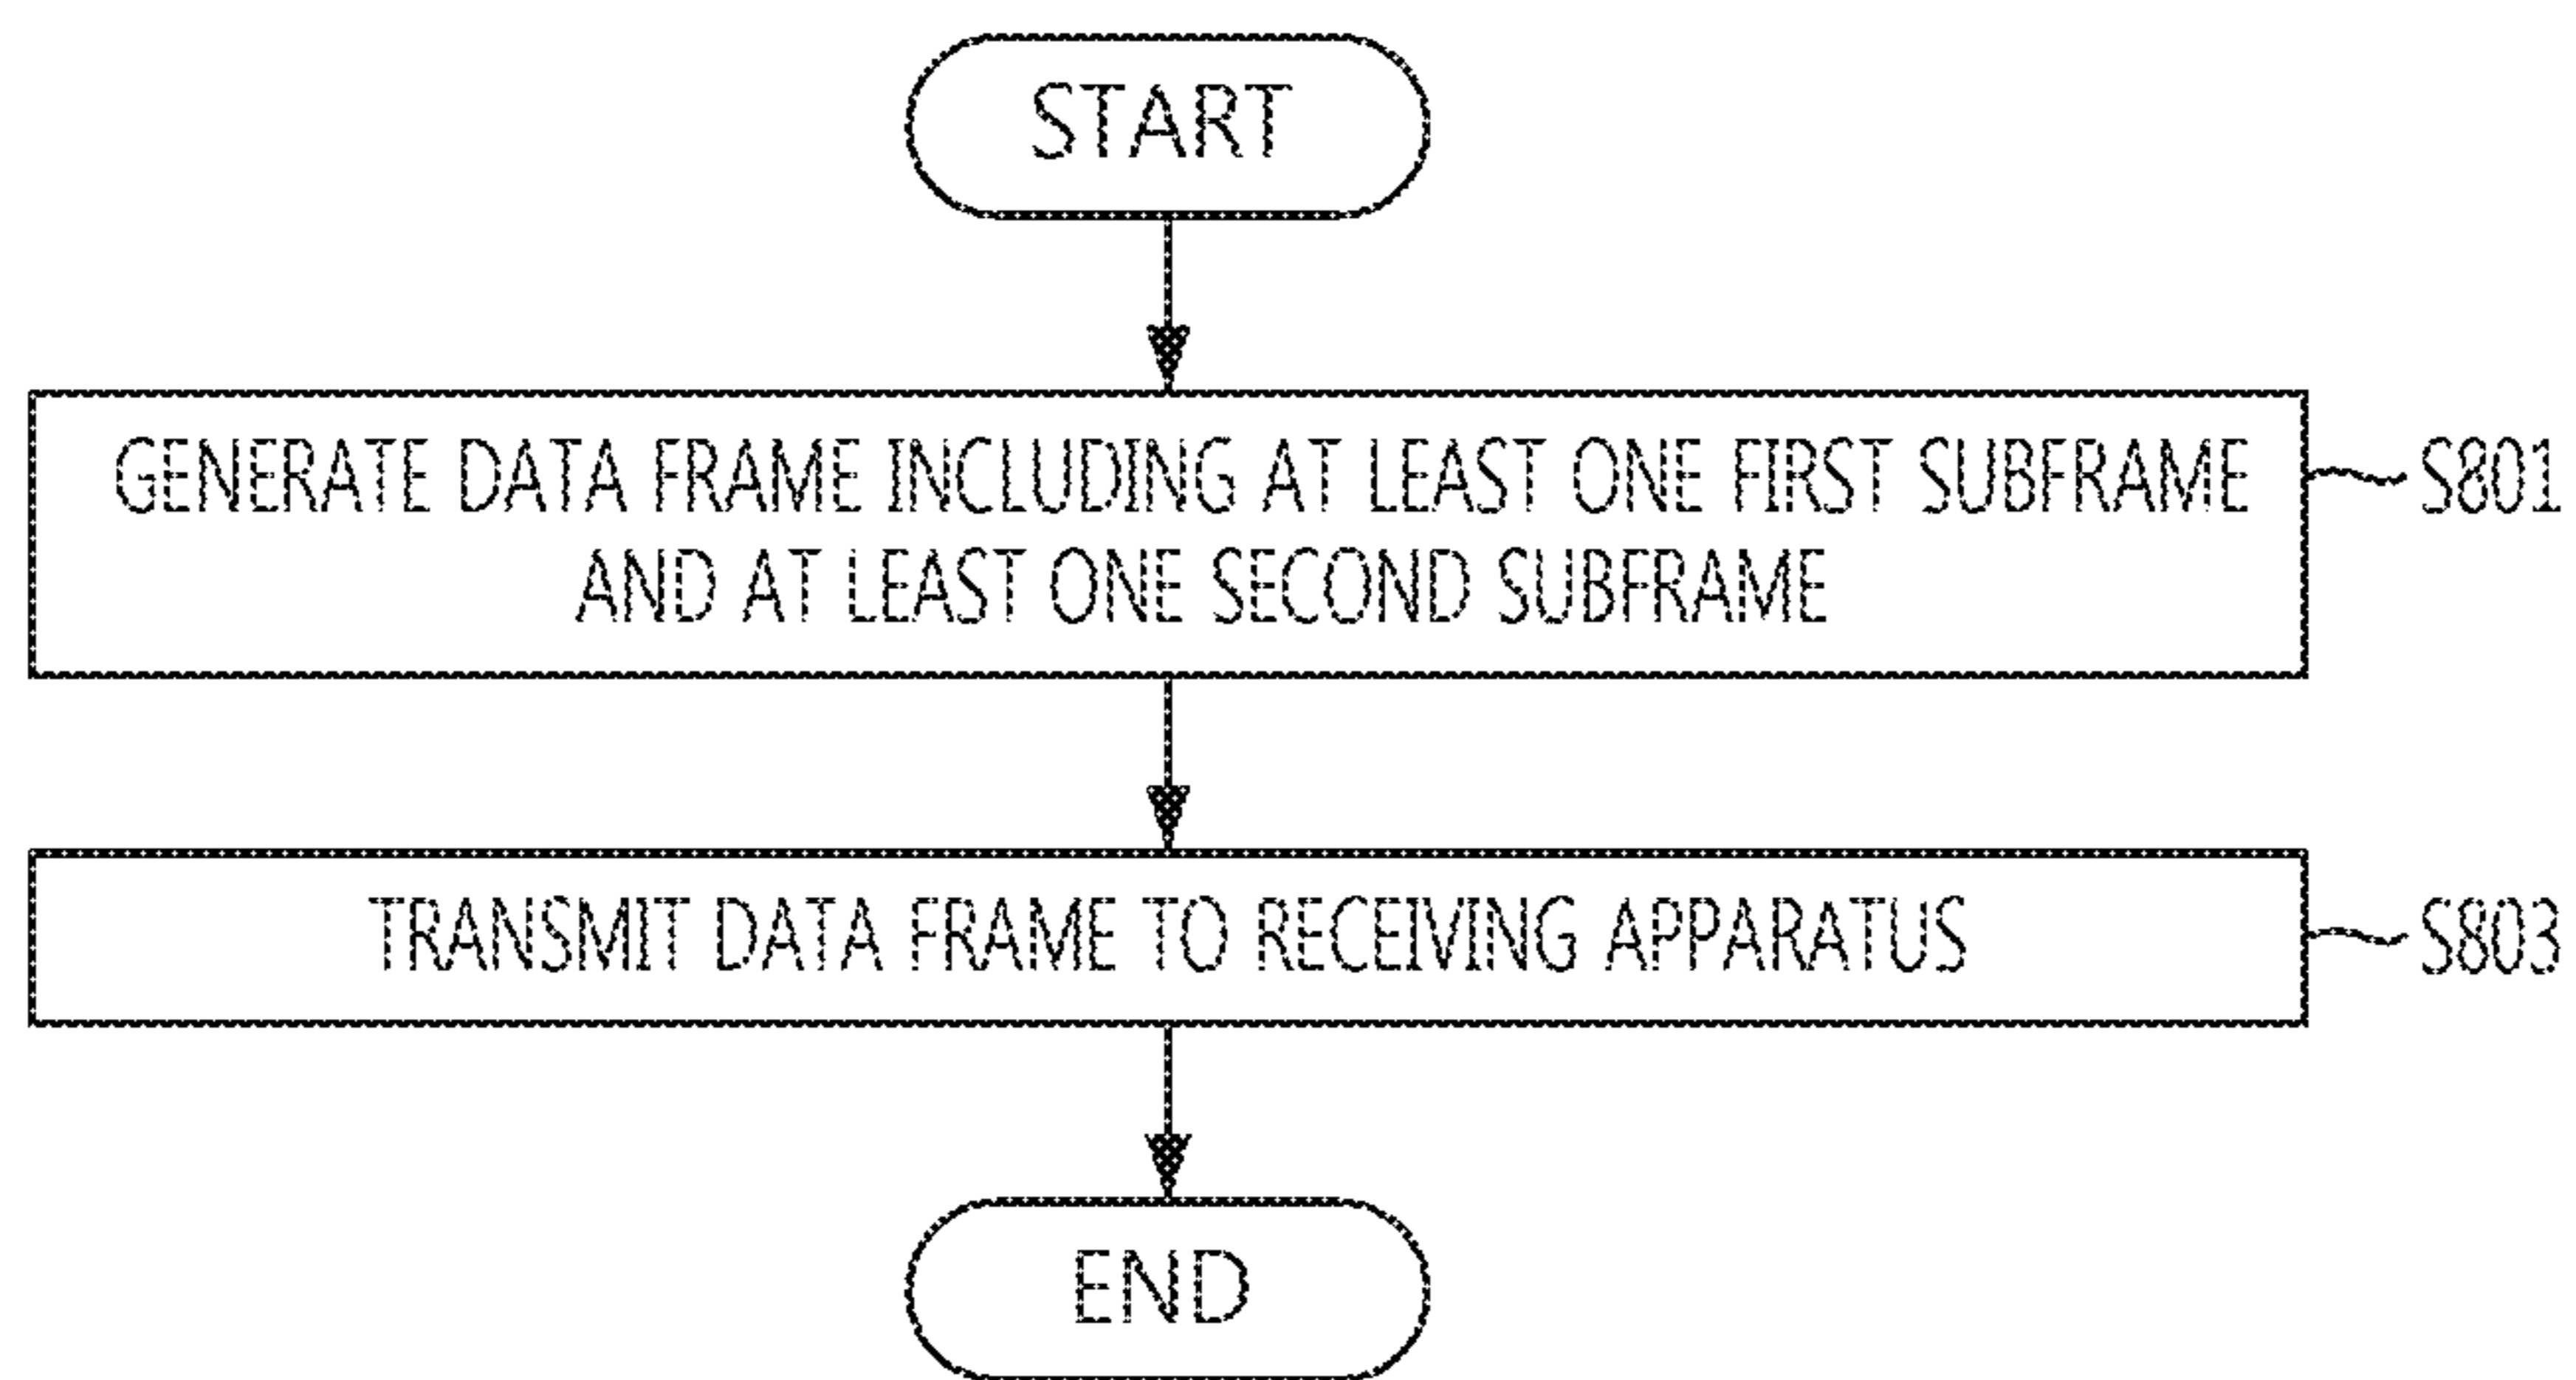 START
GENERATE DATA FRAME INCLUDING AT LEAST ONE FIRST SUBFRAME
AND AT LEAST ONE SECOND SUBFRAME
S801
TRANSMIT DATA FRAME TO RECEIVING APPARATUS
S803
END